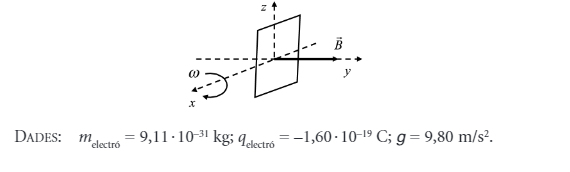 z
B⃗
y
ω
x
DADES: m_electró = 9,11·10⁻³¹ kg; q_electró = –1,60·10⁻¹⁹ C; g = 9,80 m/s².